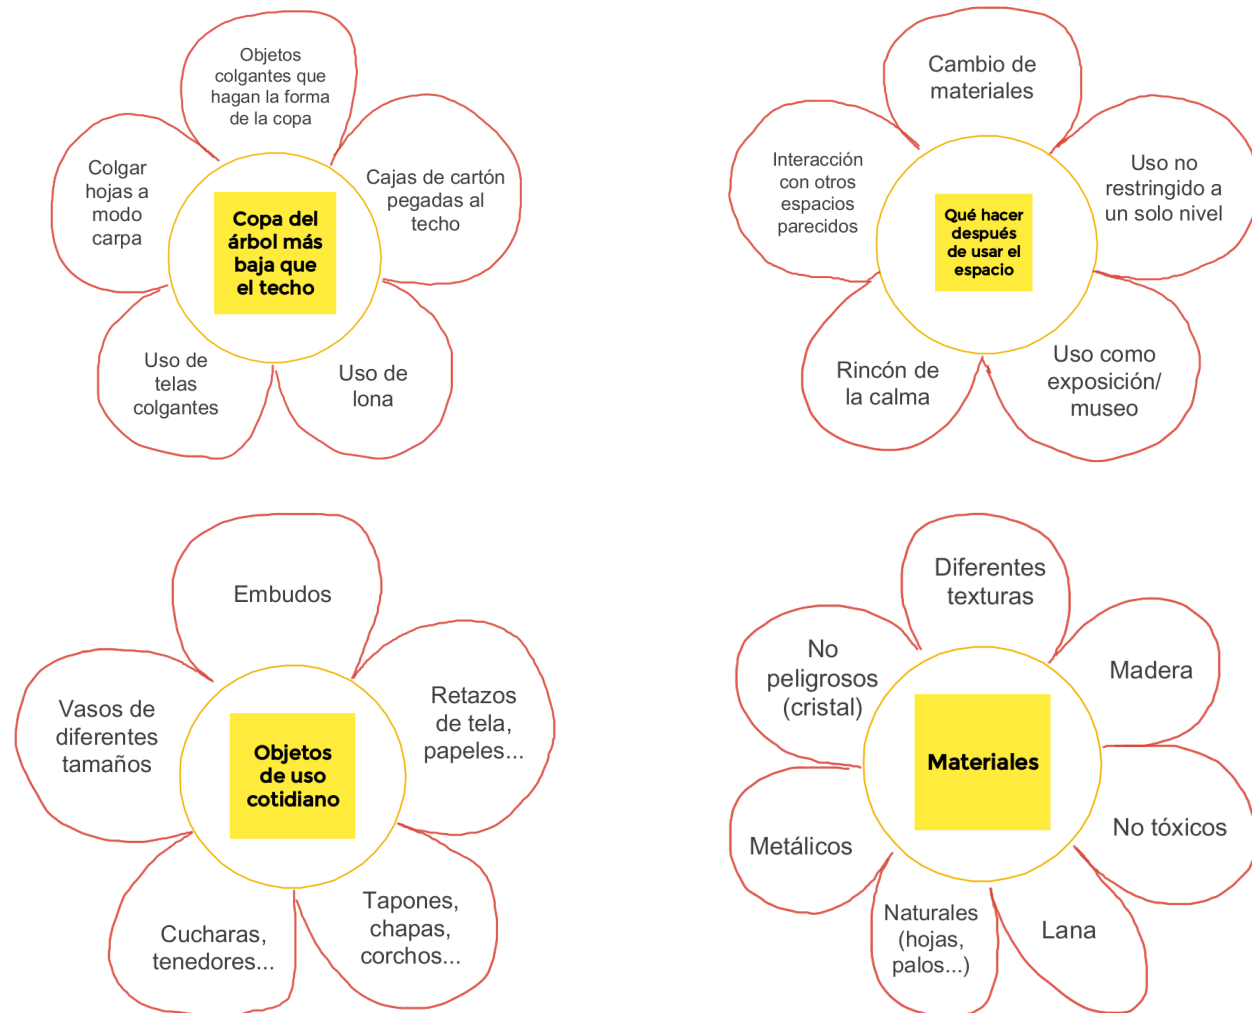 Objetos
colgantes que
hagan la forma
de la copa
Colgar
hojas a
modo
carpa
Cajas de cartón
pegadas al
techo
Copa del
árbol más
baja que
el techo
Uso de
telas
colgantes
Uso de
lona
Cambio de
materiales
Interacción
con otros
espacios
parecidos
Uso no
restringido a
un solo nivel
Qué hacer
después
de usar el
espacio
Rincón de
la calma
Uso como
exposición/
museo
Embudos
Vasos de
diferentes
tamaños
Retazos
de tela,
papeles...
Objetos
de uso
cotidiano
Cucharas,
tenedores...
Tapones,
chapas,
corchos...
Diferentes
texturas
No
peligrosos
(cristal)
Madera
Materiales
Metálicos
No tóxicos
Naturales
(hojas,
palos...)
Lana